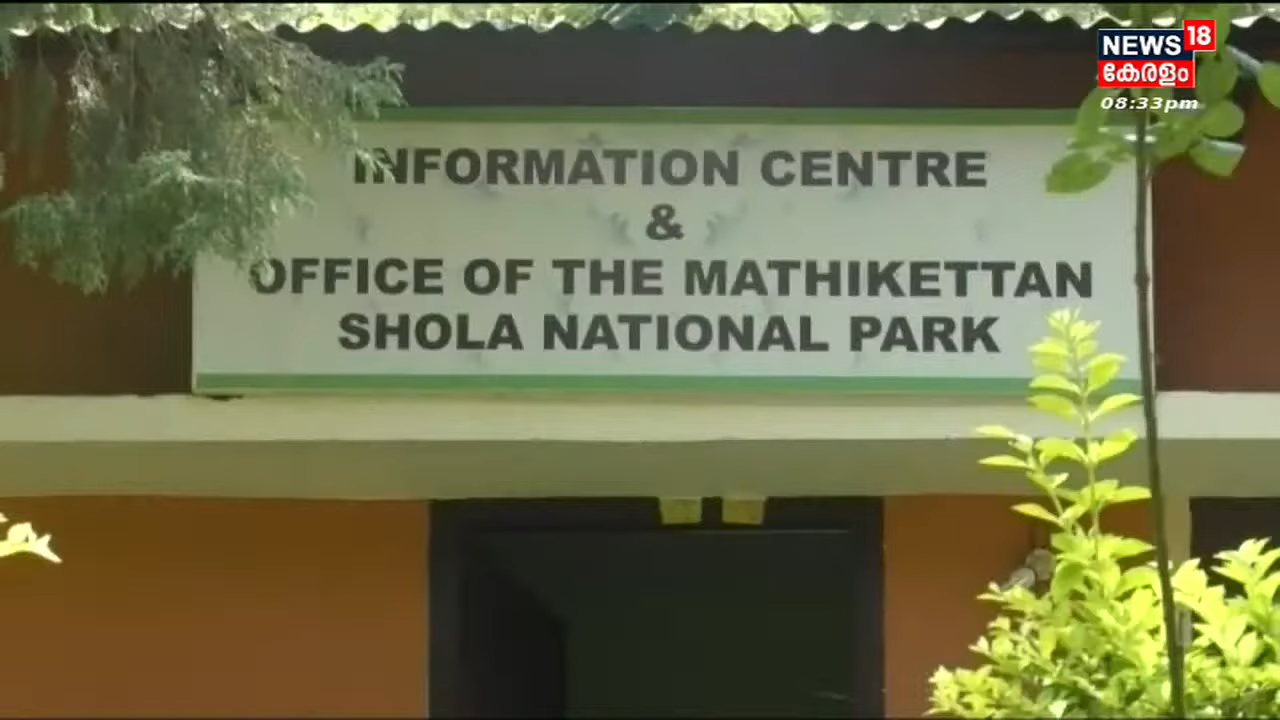 NEWS 18
കേരളം
08:33pm
INFORMATION CENTRE
&
OFFICE OF THE MATHIKETTAN
SHOLA NATIONAL PARK